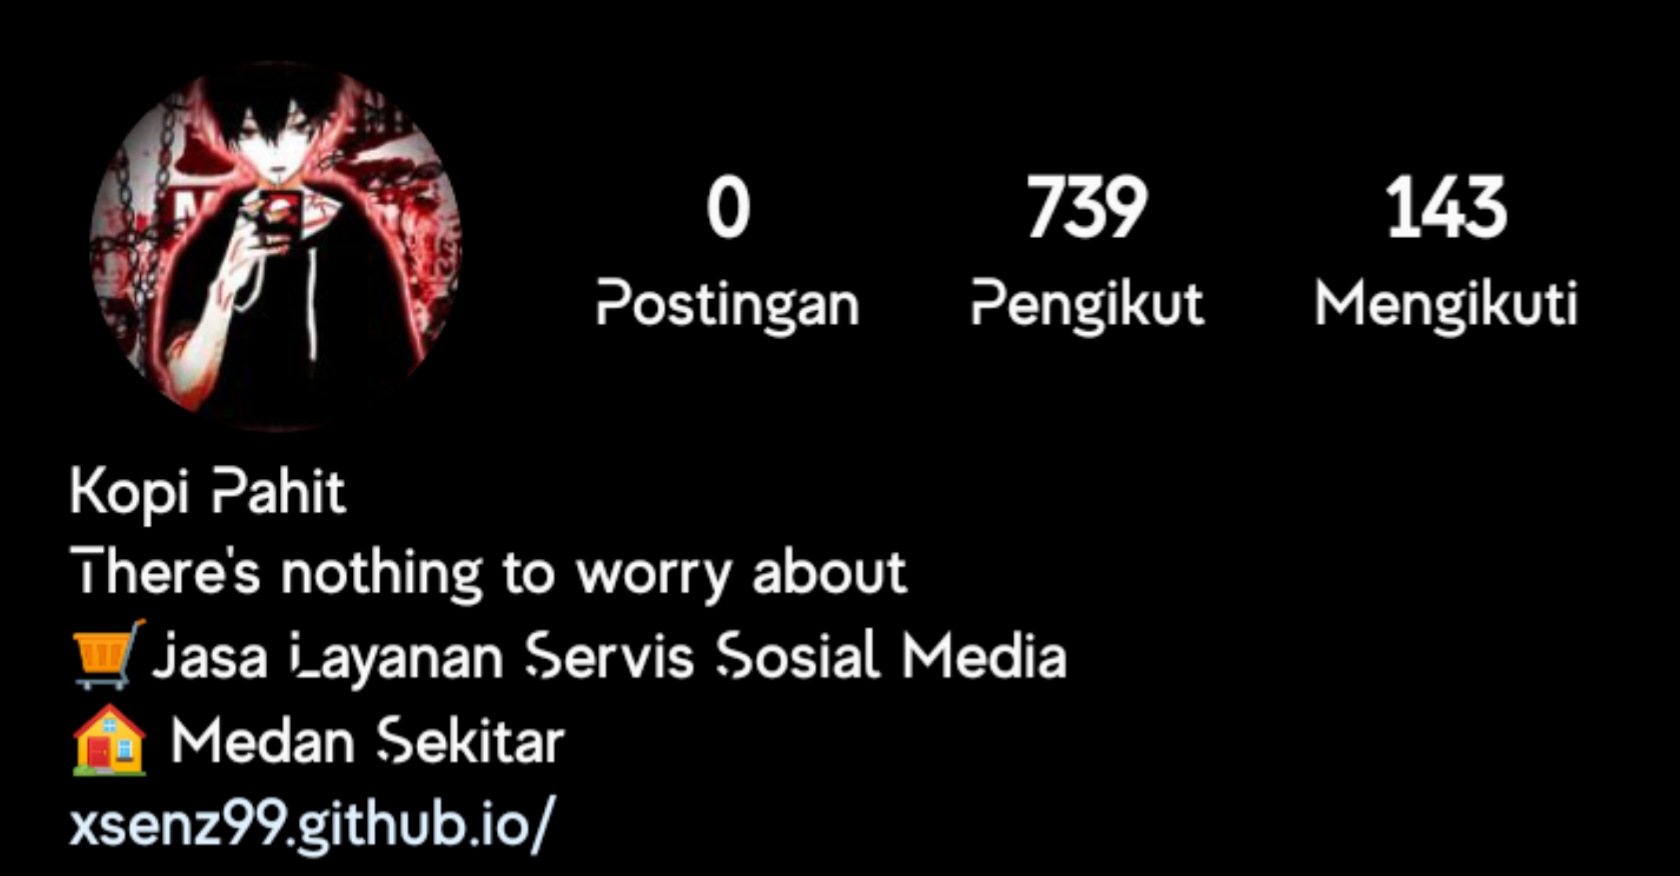 0 739 143
Postingan Pengikut Mengikuti
Kopi Pahit
There's nothing to worry about
🛒 Jasa Layanan Servis Sosial Media
🏠 Medan Sekitar
xsenz99.github.io/